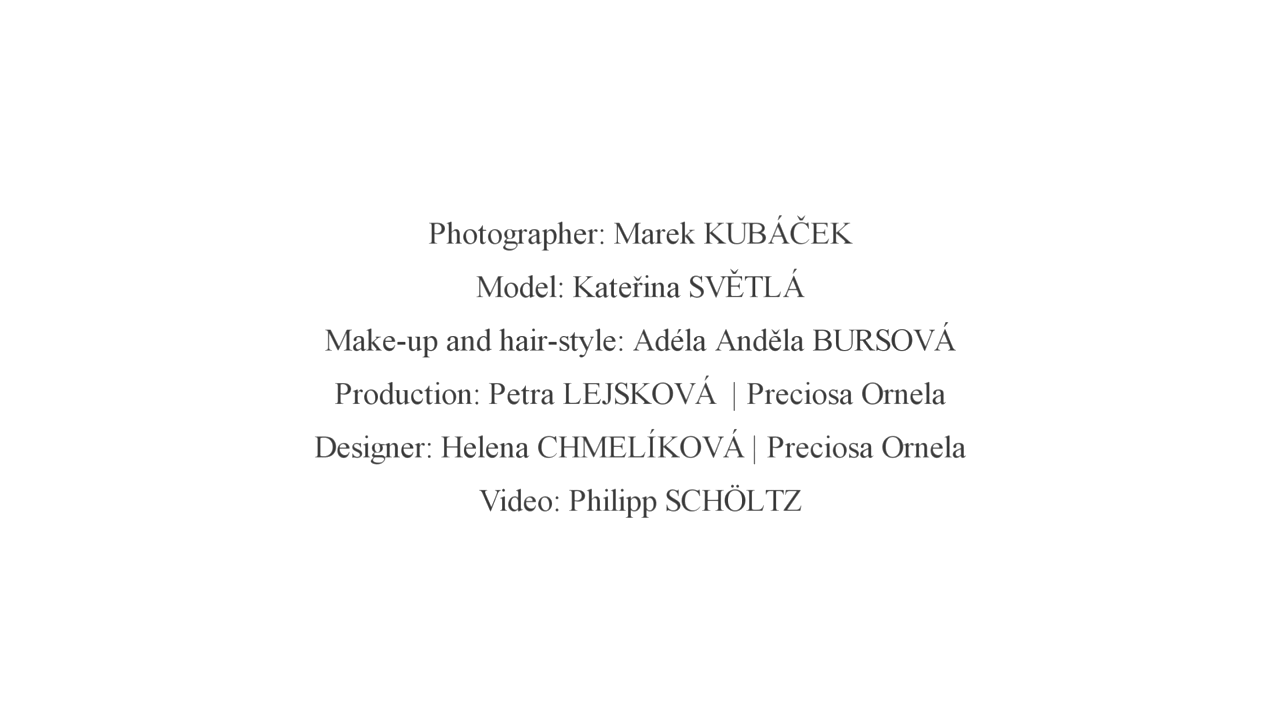 Photographer: Marek KUBÁČEK
Model: Kateřina SVĚTLÁ
Make-up and hair-style: Adéla Anděla BURSOVÁ
Production: Petra LEJSKOVÁ | Preciosa Ornela
Designer: Helena CHMELÍKOVÁ | Preciosa Ornela
Video: Philipp SCHÖLTZ